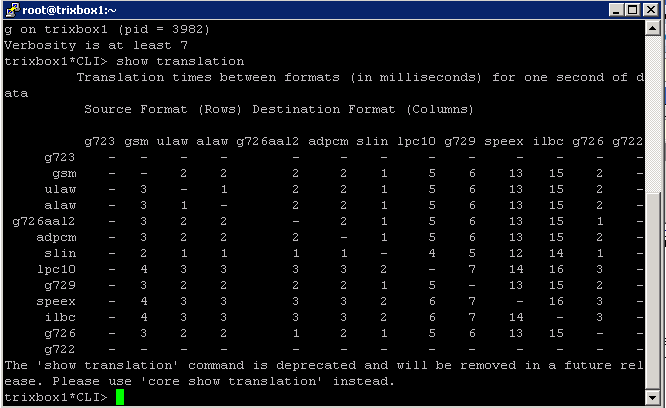 root@trixbox1:~
g on trixbox1 (pid = 3982)
Verbosity is at least 7
trixbox1*CLI> show translation
         Translation times between formats (in milliseconds) for one second of d
ata
          Source Format (Rows) Destination Format (Columns)

          g723  gsm ulaw alaw g726aal2 adpcm slin lpc10 g729 speex ilbc g726 g722
     g723    -    -    -    -        -     -    -     -    -     -    -    -    -
      gsm    -    -    2    2        2     2    1     5    6    13   15    2    -
     ulaw    -    3    -    1        2     2    1     5    6    13   15    2    -
     alaw    -    3    1    -        2     2    1     5    6    13   15    2    -
 g726aal2    -    3    2    2        -     2    1     5    6    13   15    1    -
    adpcm    -    3    2    2        2     -    1     5    6    13   15    2    -
     slin    -    2    1    1        1     1    -     4    5    12   14    1    -
    lpc10    -    4    3    3        3     3    2     -    7    14   16    3    -
     g729    -    3    2    2        2     2    1     5    -    13   15    2    -
    speex    -    4    3    3        3     3    2     6    7     -   16    3    -
     ilbc    -    4    3    3        3     3    2     6    7    14    -    3    -
     g726    -    3    2    2        1     2    1     5    6    13   15    -    -
     g722    -    -    -    -        -     -    -     -    -     -    -    -    -
The 'show translation' command is deprecated and will be removed in a future rel
ease. Please use 'core show translation' instead.
trixbox1*CLI>